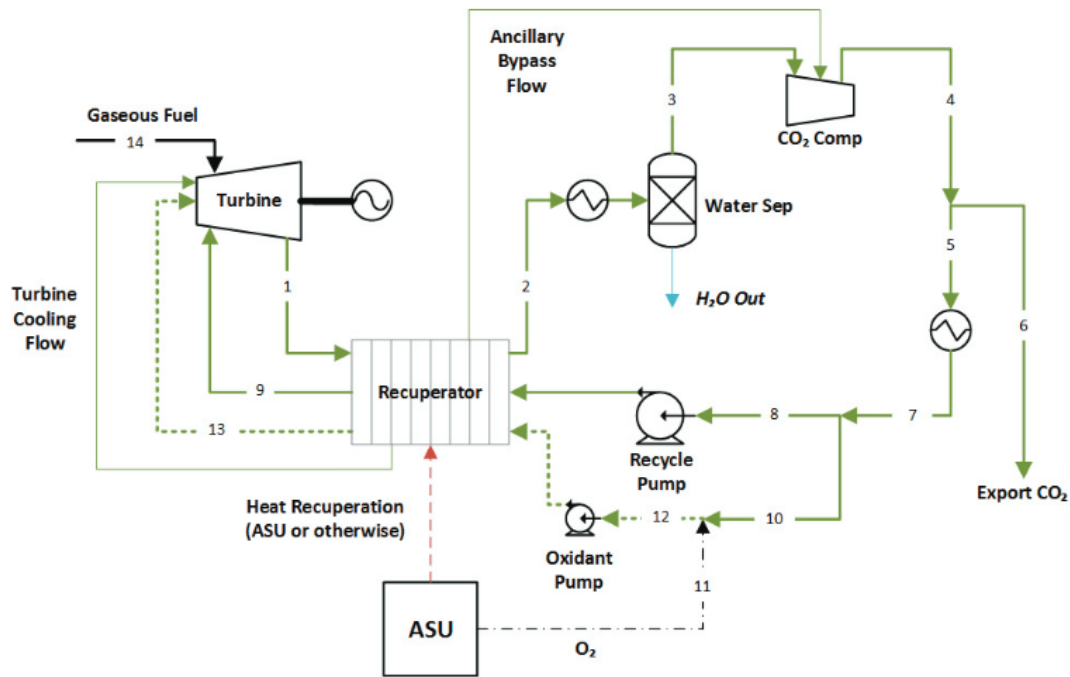 Ancillary
Bypass
Flow
3
4
CO₂ Comp
Gaseous Fuel
14
Turbine
Water Sep
1
2
5
H₂O Out
6
Turbine
Cooling
Flow
Recuperator
9
13
8
7
Recycle
Pump
Export CO₂
Heat Recuperation
(ASU or otherwise)
12
10
Oxidant
Pump
11
ASU
O₂